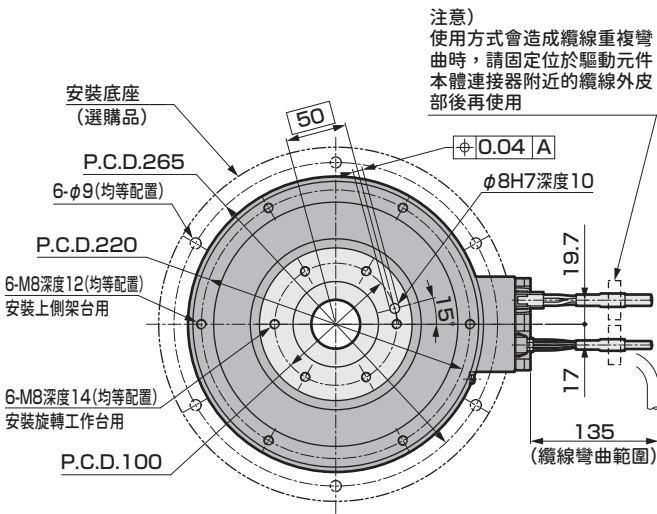 注意)
使用方式會造成纜線重複彎
曲時，請固定位於驅動元件
本體連接器附近的纜線外皮
部後再使用
安裝底座
(選購品)
50
⌖ 0.04 A
P.C.D.265
6-φ9(均等配置)
φ8H7深度10
P.C.D.220
19.7
6-M8深度12(均等配置)
安裝上側架台用
15°
6-M8深度14(均等配置)
安裝旋轉工作台用
17
135
(纜線彎曲範圍)
P.C.D.100